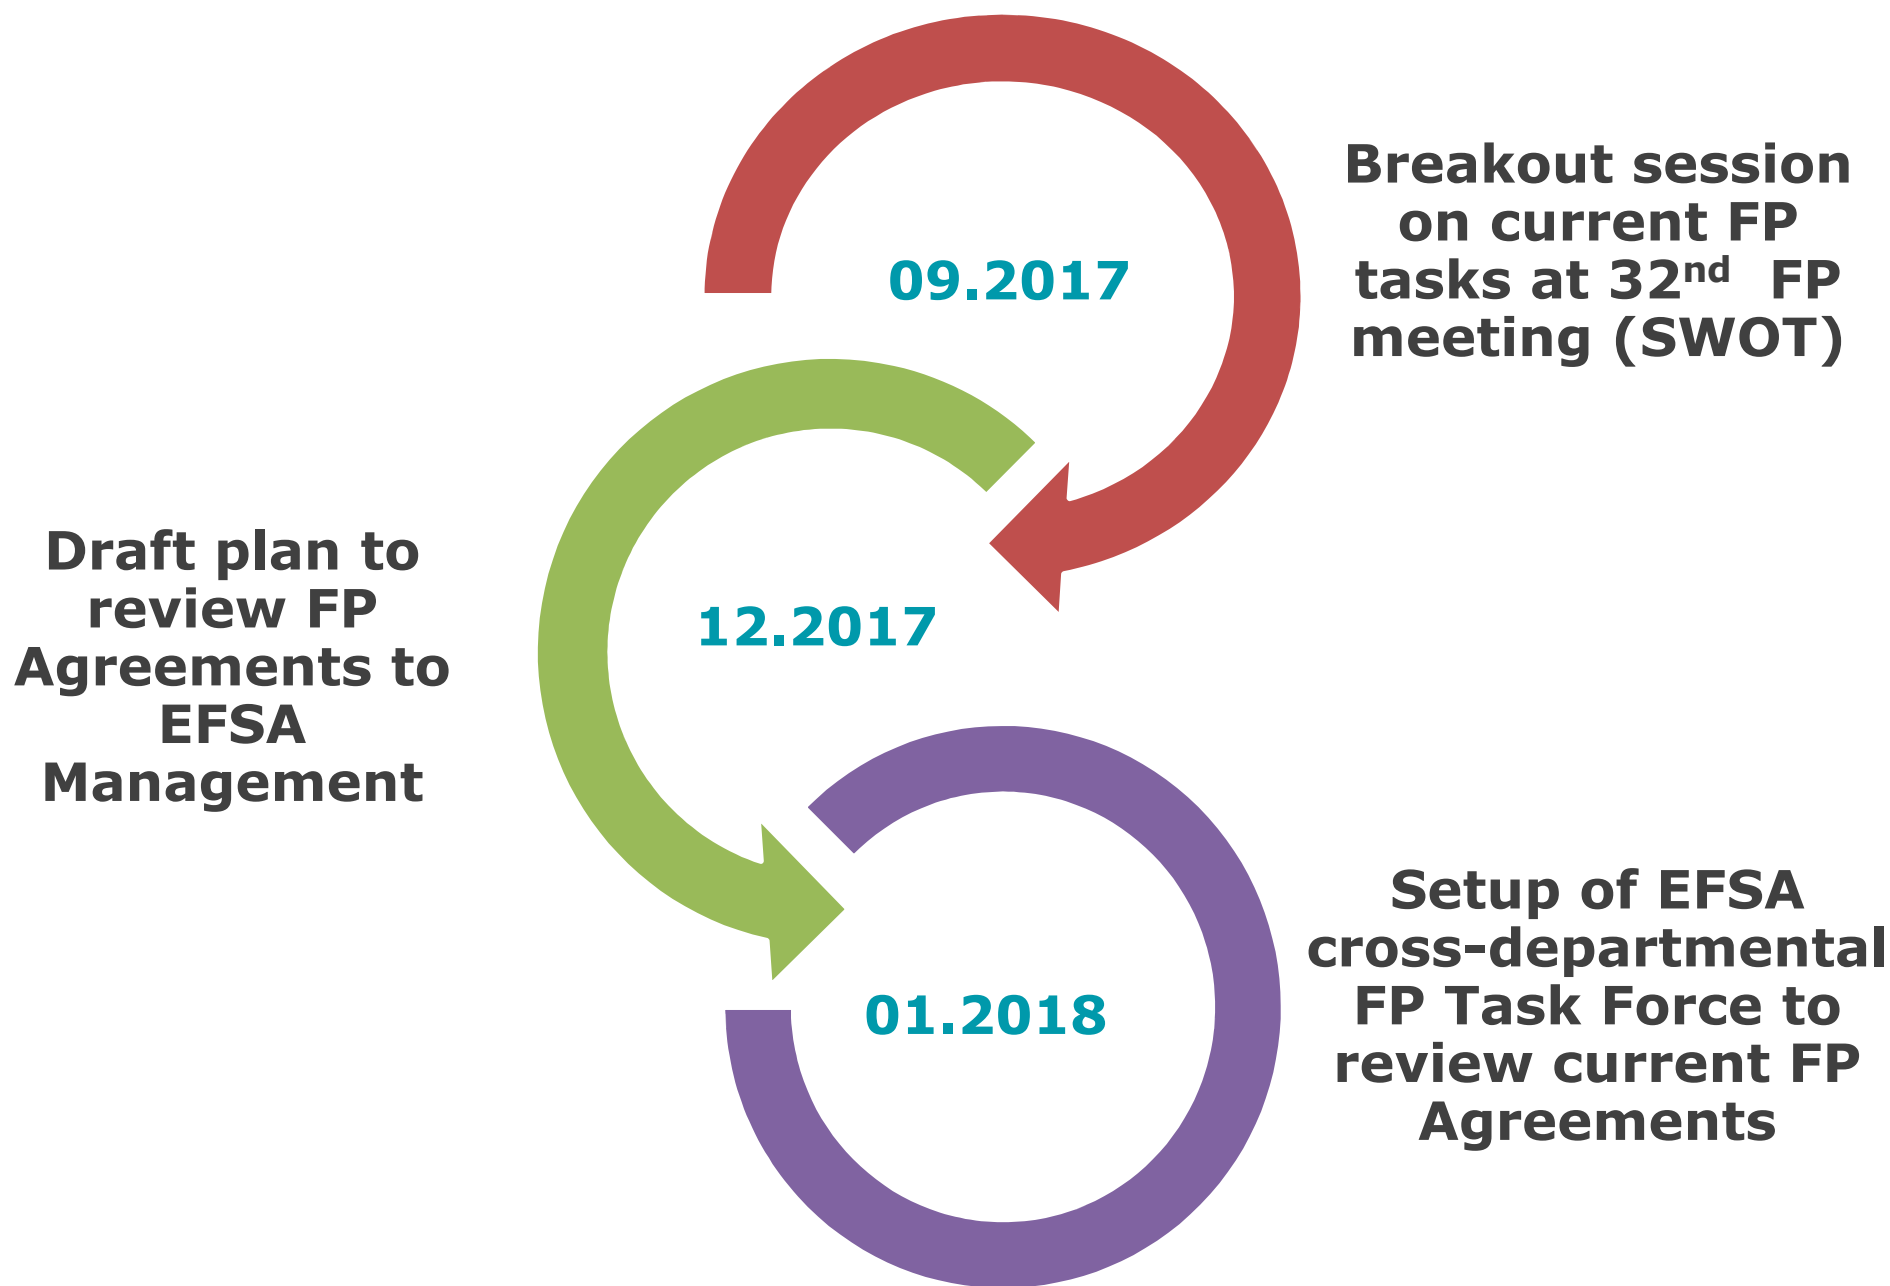 09.2017
Breakout session
on current FP
tasks at 32nd FP
meeting (SWOT)
12.2017
Draft plan to
review FP
Agreements to
EFSA
Management
01.2018
Setup of EFSA
cross-departmental
FP Task Force to
review current FP
Agreements